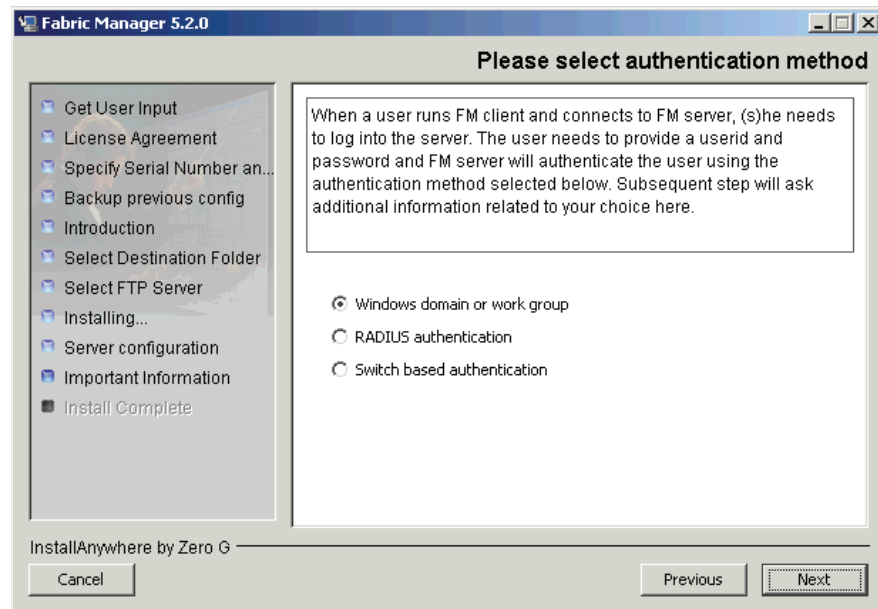 Fabric Manager 5.2.0
Please select authentication method
Get User Input
License Agreement
Specify Serial Number an...
Backup previous config
Introduction
Select Destination Folder
Select FTP Server
Installing...
Server configuration
Important Information
Install Complete
When a user runs FM client and connects to FM server, (s)he needs
to log into the server. The user needs to provide a userid and
password and FM server will authenticate the user using the
authentication method selected below. Subsequent step will ask
additional information related to your choice here.
Windows domain or work group
RADIUS authentication
Switch based authentication
InstallAnywhere by Zero G
Cancel
Previous
Next